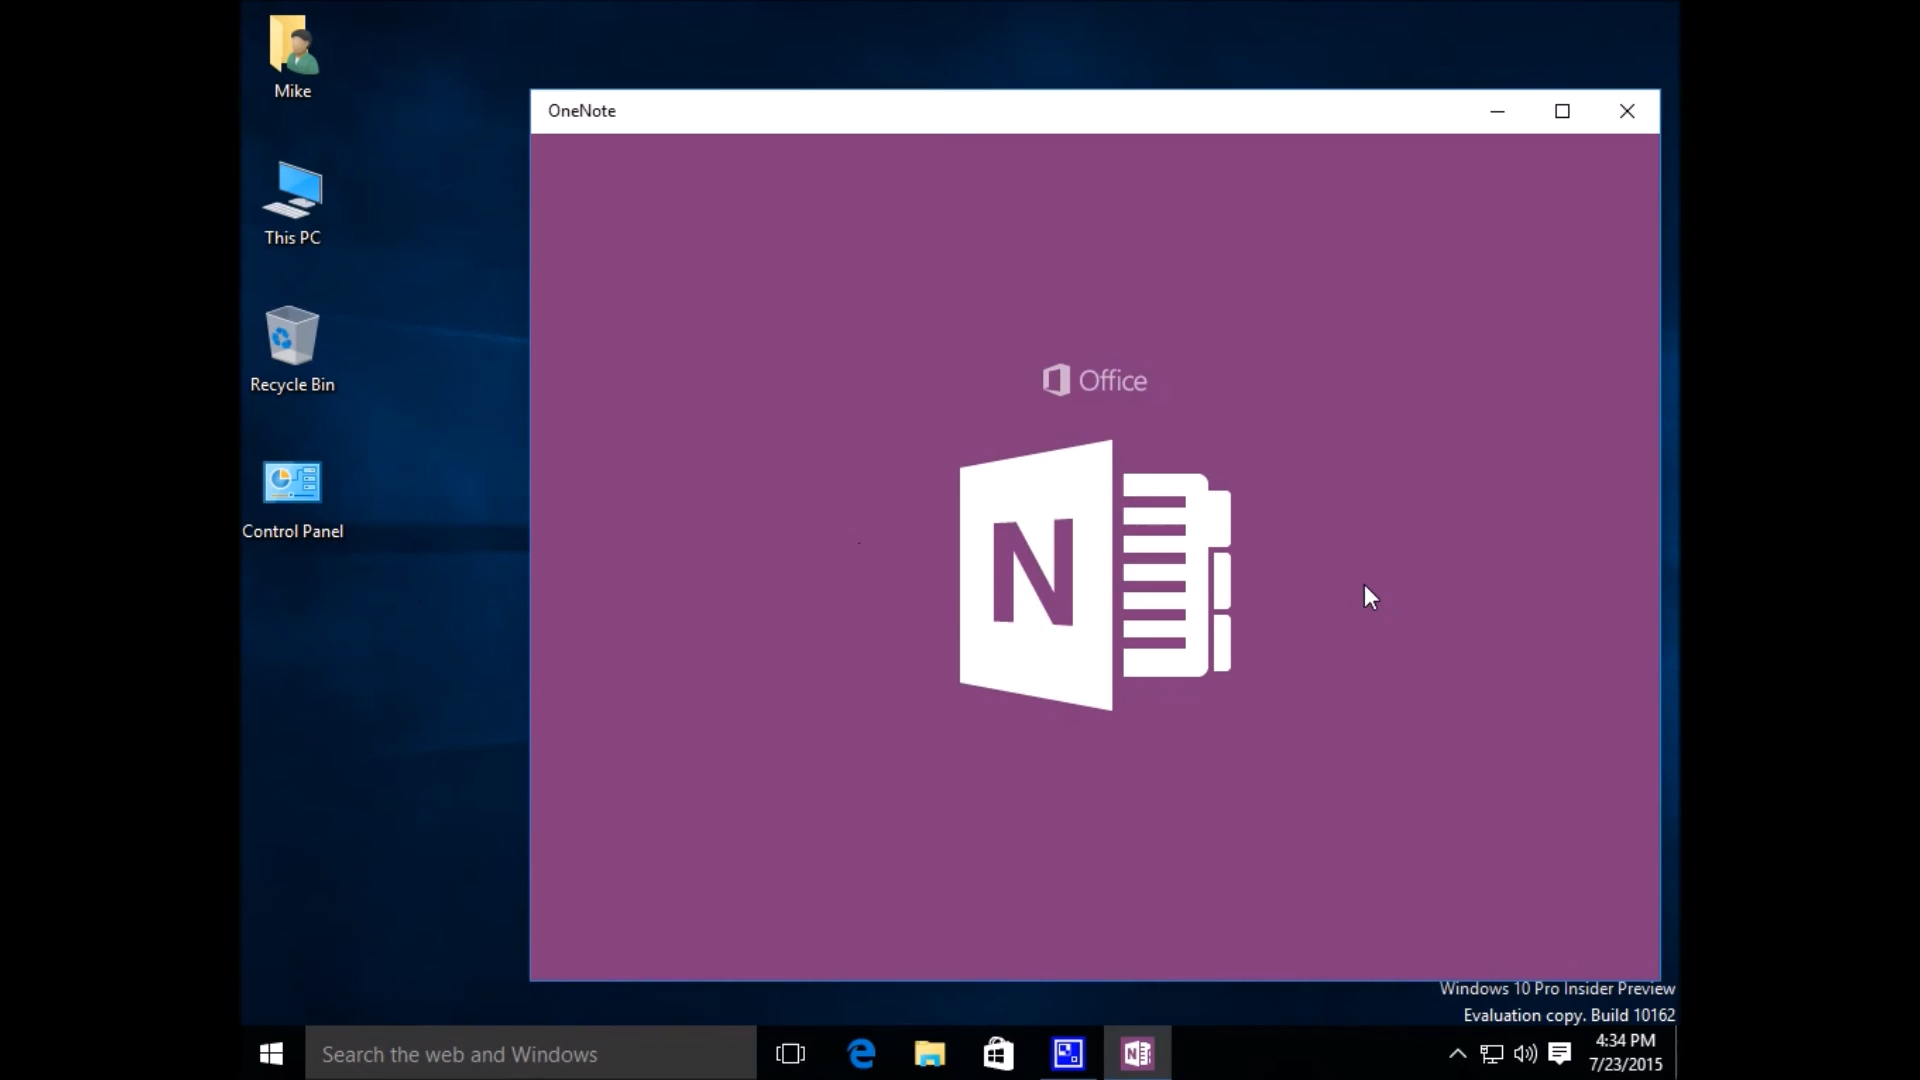 Mike
This PC
Recycle Bin
Control Panel
OneNote
Office
N
Windows 10 Pro Insider Preview
Evaluation copy. Build 10162
Search the web and Windows
N
4:34 PM
7/23/2015